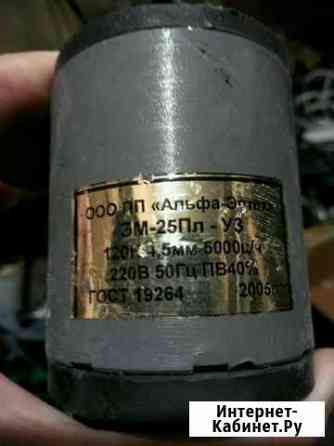 ООО ПП «Альфа-
ЭМ-25Пл - У3
120Н 4,5мм 5000ц/ч
220В 50Гц ПВ40%
ГОСТ 19264 2005
Интернет-
Кабинет.Ру